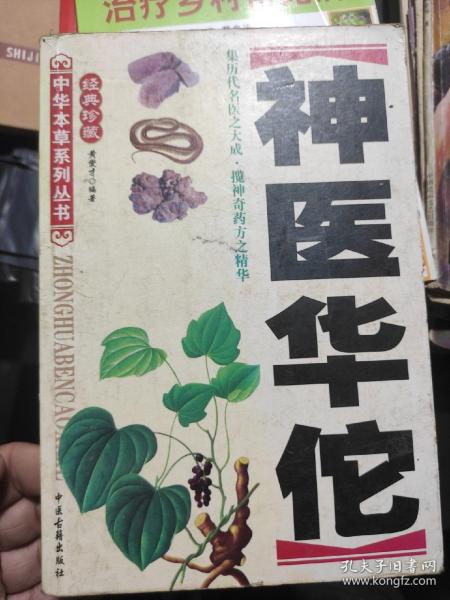 治疗乡村
SHIJI
中华本草系列丛书
ZHONGHUABENCAO
经典珍藏
集历代名医之大成·揽神奇药方之精华
神医华佗
中医古籍出版社
孔夫子旧书网
www.kongfz.com